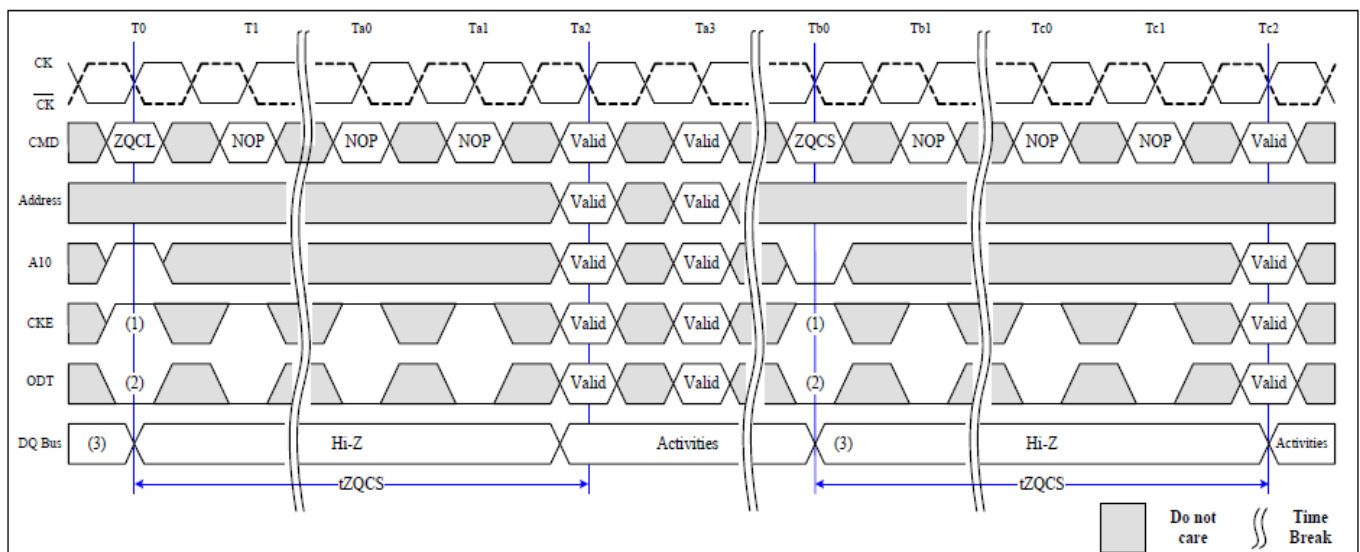 T0 T1 Ta0 Ta1 Ta2 Ta3 Tb0 Tb1 Tc0 Tc1 Tc2
CK
CK
CMD ZQCL NOP NOP NOP Valid Valid ZQCS NOP NOP NOP Valid
Address Valid Valid
A10 Valid Valid Valid
CKE (1) Valid Valid (1) Valid
ODT (2) Valid Valid (2) Valid
DQ Bus (3) Hi-Z Activities (3) Hi-Z Activities
tZQCS tZQCS
Do not care Time Break